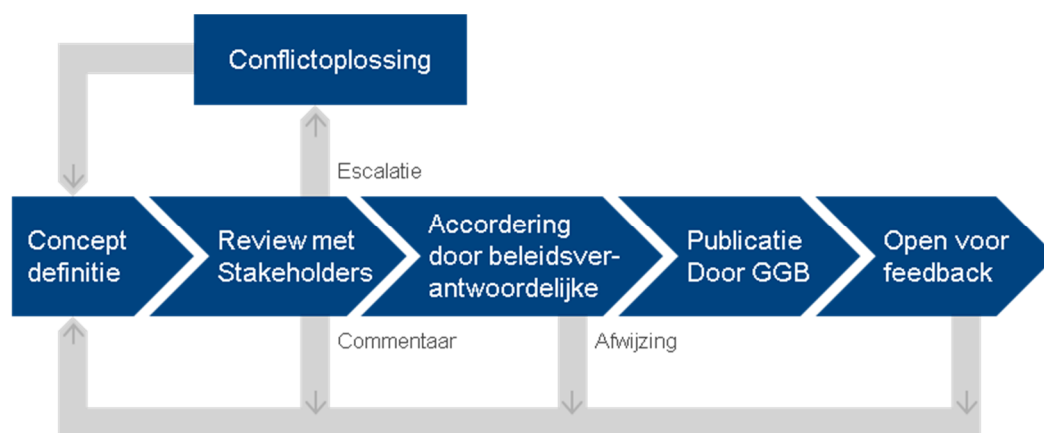 Conflictoplossing
Escalatie
Concept
definitie
Review met
Stakeholders
Accordering
door beleidsver-
antwoordelijke
Publicatie
Door GGB
Open voor
feedback
Commentaar
Afwijzing